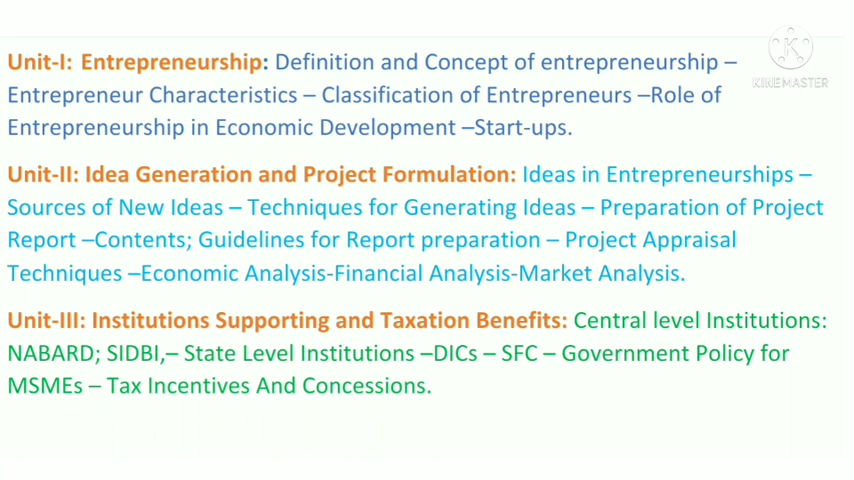 Unit-I: Entrepreneurship: Definition and Concept of entrepreneurship –
Entrepreneur Characteristics – Classification of Entrepreneurs –Role of
Entrepreneurship in Economic Development –Start-ups.
Unit-II: Idea Generation and Project Formulation: Ideas in Entrepreneurships –
Sources of New Ideas – Techniques for Generating Ideas – Preparation of Project
Report –Contents; Guidelines for Report preparation – Project Appraisal
Techniques –Economic Analysis-Financial Analysis-Market Analysis.
Unit-III: Institutions Supporting and Taxation Benefits: Central level Institutions:
NABARD; SIDBI,– State Level Institutions –DICs – SFC – Government Policy for
MSMEs – Tax Incentives And Concessions.
K
KINEMASTER